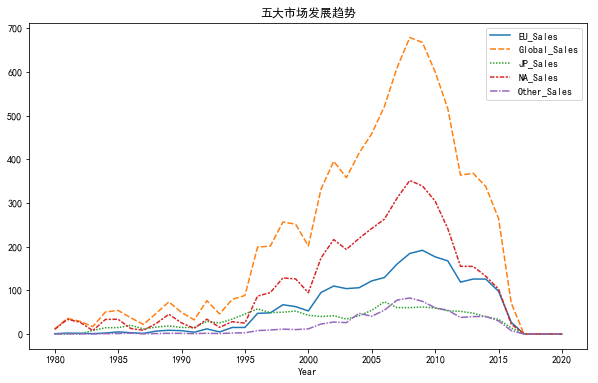 五大市场发展趋势
700
600
500
400
300
200
100
0
EU_Sales
Global_Sales
JP_Sales
NA_Sales
Other_Sales
1980 1985 1990 1995 2000 2005 2010 2015 2020
Year